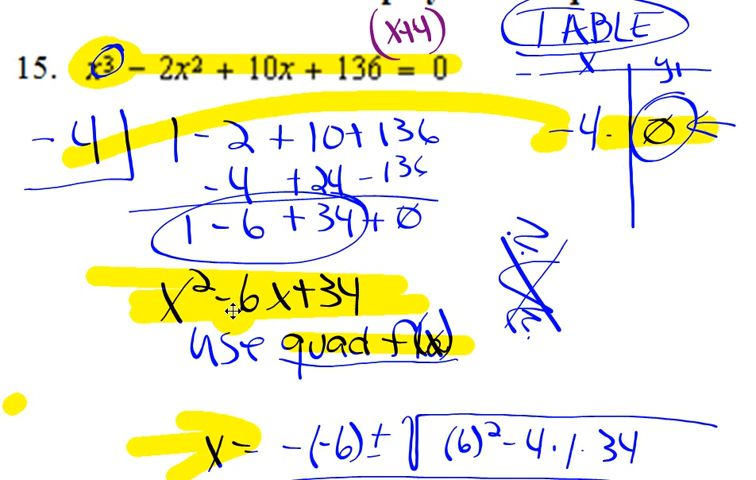 (x+4)
TABLE
15. x³ − 2x² + 10x + 136 = 0
x y₁
-4 | 1 - 2 + 10 + 136
-4 0
-4 +24 -136
1 - 6 + 34 + 0
x² - 6x + 34
use quad f(x)
x = -(-6) ± √(6)² - 4 · 1 · 34